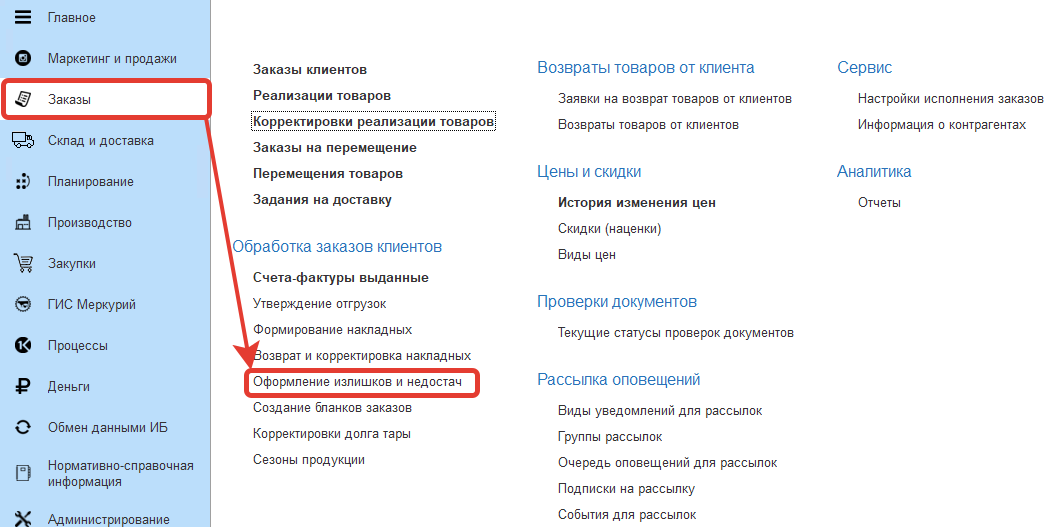 Главное
Маркетинг и продажи
Заказы
Склад и доставка
Планирование
Производство
Закупки
ГИС Меркурий
Процессы
Деньги
Обмен данными ИБ
Нормативно-справочная
информация
Администрирование
Заказы клиентов
Реализации товаров
Корректировки реализации товаров
Заказы на перемещение
Перемещения товаров
Задания на доставку
Обработка заказов клиентов
Счета-фактуры выданные
Утверждение отгрузок
Формирование накладных
Возврат и корректировка накладных
Оформление излишков и недостач
Создание бланков заказов
Корректировки долга тары
Сезоны продукции
Возвраты товаров от клиента
Заявки на возврат товаров от клиентов
Возвраты товаров от клиентов
Цены и скидки
История изменения цен
Скидки (наценки)
Виды цен
Проверки документов
Текущие статусы проверок документов
Рассылка оповещений
Виды уведомлений для рассылок
Группы рассылок
Очередь оповещений для рассылок
Подписки на рассылку
События для рассылок
Сервис
Настройки исполнения заказов
Информация о контрагентах
Аналитика
Отчеты